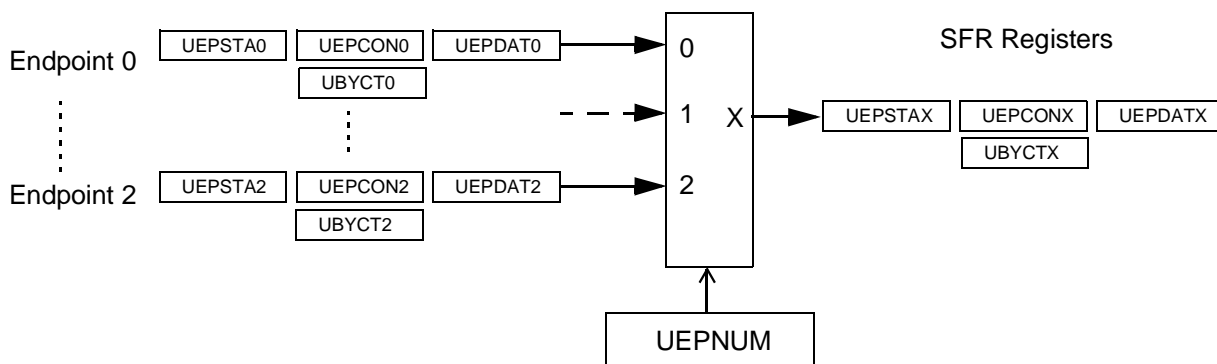 UEPSTA0 UEPCON0 UEPDAT0
Endpoint 0
UBYCT0
0
SFR Registers
1 X
UEPSTAX UEPCONX UEPDATX
UBYCTX
Endpoint 2
UEPSTA2 UEPCON2 UEPDAT2
2
UBYCT2
UEPNUM